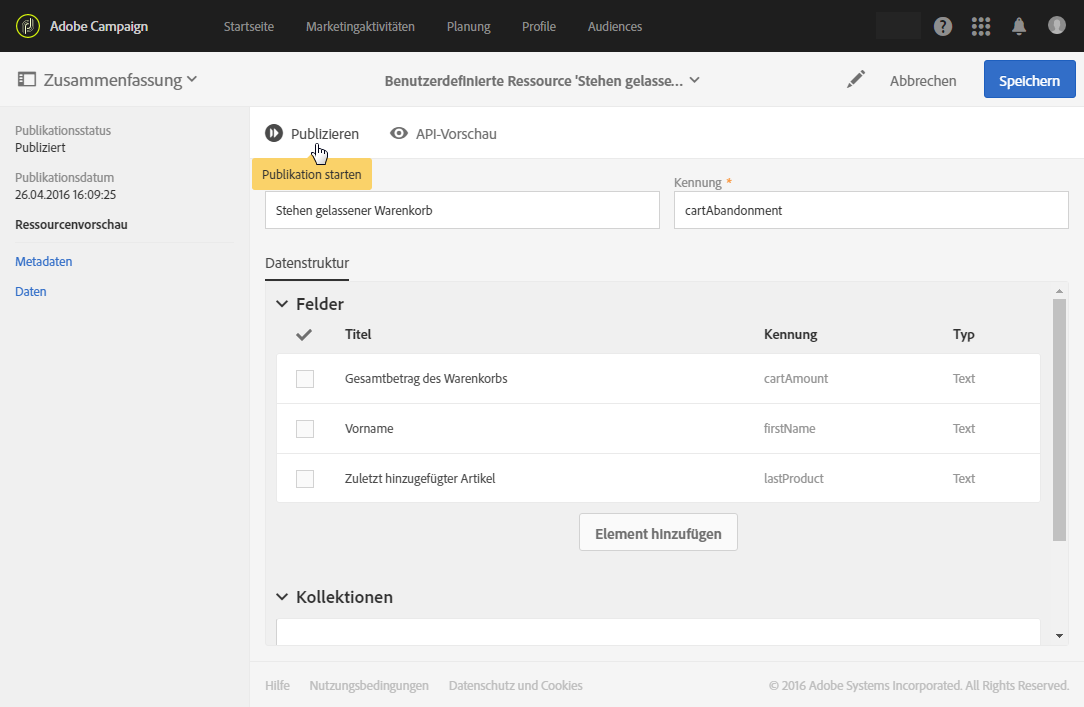 Adobe Campaign Startseite Marketingaktivitäten Planung Profile Audiences
Zusammenfassung
Benutzerdefinierte Ressource 'Stehen gelasse...
Abbrechen
Speichern
Publikationsstatus
Publiziert
Publikationsdatum
26.04.2016 16:09:25
Ressourcenvorschau
Metadaten
Daten
Publizieren API-Vorschau
Publikation starten
Kennung *
Stehen gelassener Warenkorb
cartAbandonment
Datenstruktur
Felder
Titel Kennung Typ
Gesamtbetrag des Warenkorbs cartAmount Text
Vorname firstName Text
Zuletzt hinzugefügter Artikel lastProduct Text
Element hinzufügen
Kollektionen
Hilfe Nutzungsbedingungen Datenschutz und Cookies © 2016 Adobe Systems Incorporated. All Rights Reserved.